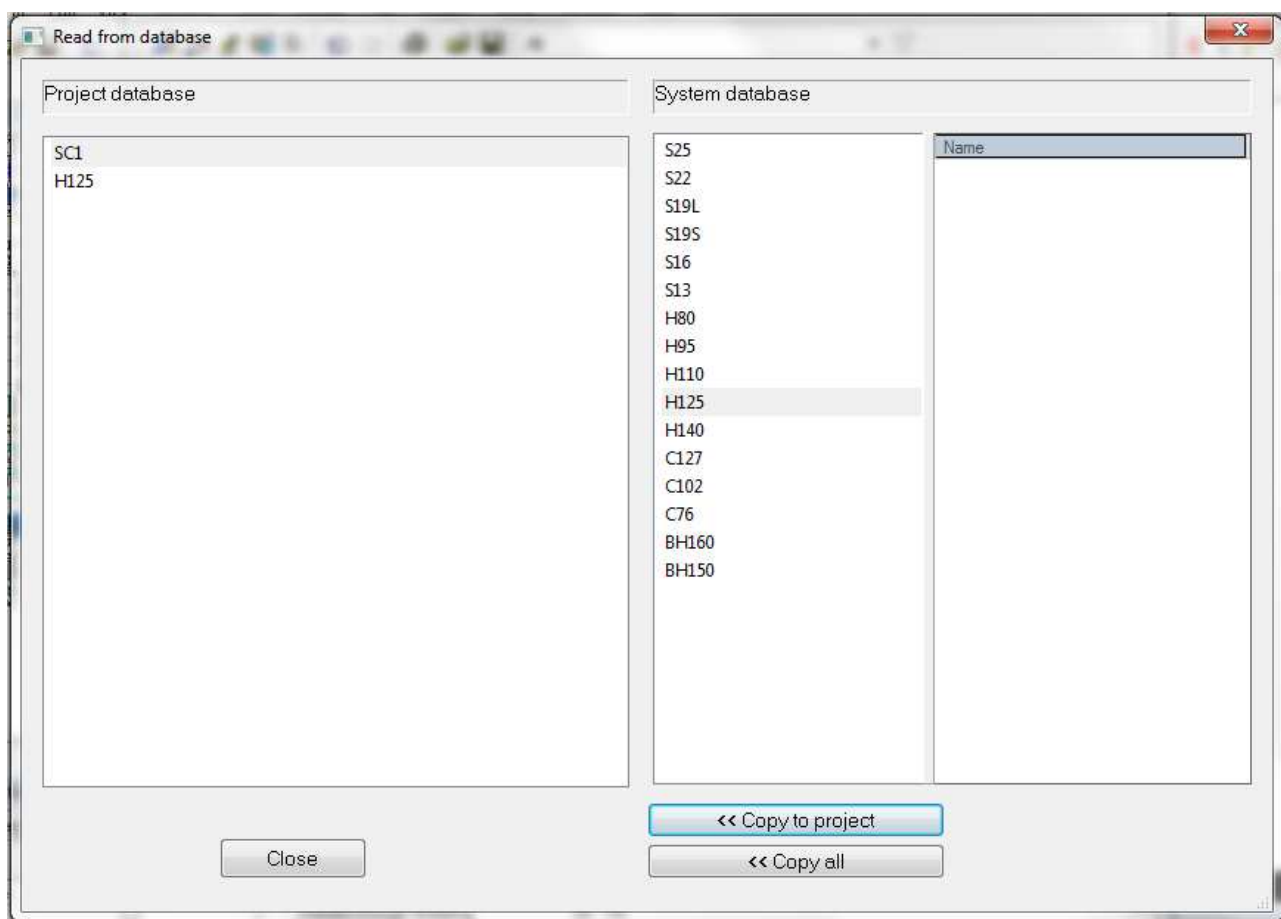 Read from database
Project database
SC1
H125
System database
S25
S22
S19L
S19S
S16
S13
H80
H95
H110
H125
H140
C127
C102
C76
BH160
BH150
Name
<< Copy to project
<< Copy all
Close